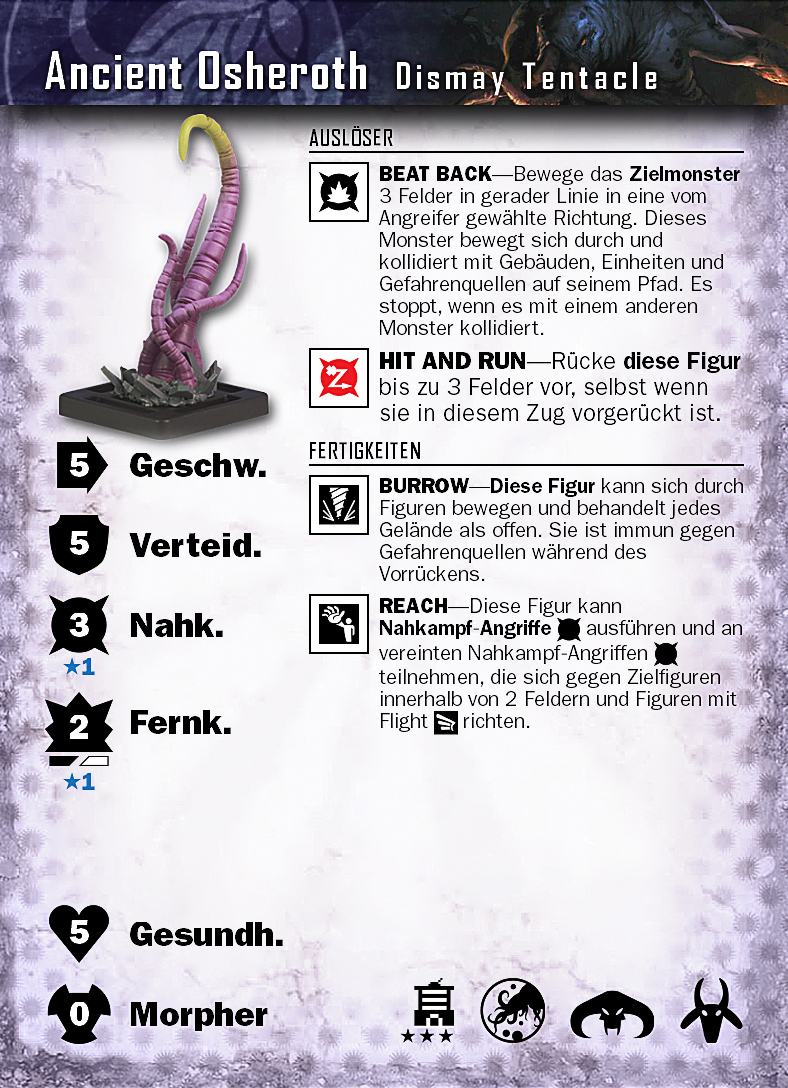 Ancient Osheroth Dismay Tentacle
AUSLÖSER
BEAT BACK—Bewege das Zielmonster
3 Felder in gerader Linie in eine vom
Angreifer gewählte Richtung. Dieses
Monster bewegt sich durch und
kollidiert mit Gebäuden, Einheiten und
Gefahrenquellen auf seinem Pfad. Es
stoppt, wenn es mit einem anderen
Monster kollidiert.
HIT AND RUN—Rücke diese Figur
bis zu 3 Felder vor, selbst wenn
sie in diesem Zug vorgerückt ist.
FERTIGKEITEN
BURROW—Diese Figur kann sich durch
Figuren bewegen und behandelt jedes
Gelände als offen. Sie ist immun gegen
Gefahrenquellen während des
Vorrückens.
REACH—Diese Figur kann
Nahkampf-Angriffe ausführen und an
vereinten Nahkampf-Angriffen
teilnehmen, die sich gegen Zielfiguren
innerhalb von 2 Feldern und Figuren mit
Flight richten.
5 Geschw.
5 Verteid.
3 Nahk.
★1
2 Fernk.
★1
5 Gesundh.
0 Morpher